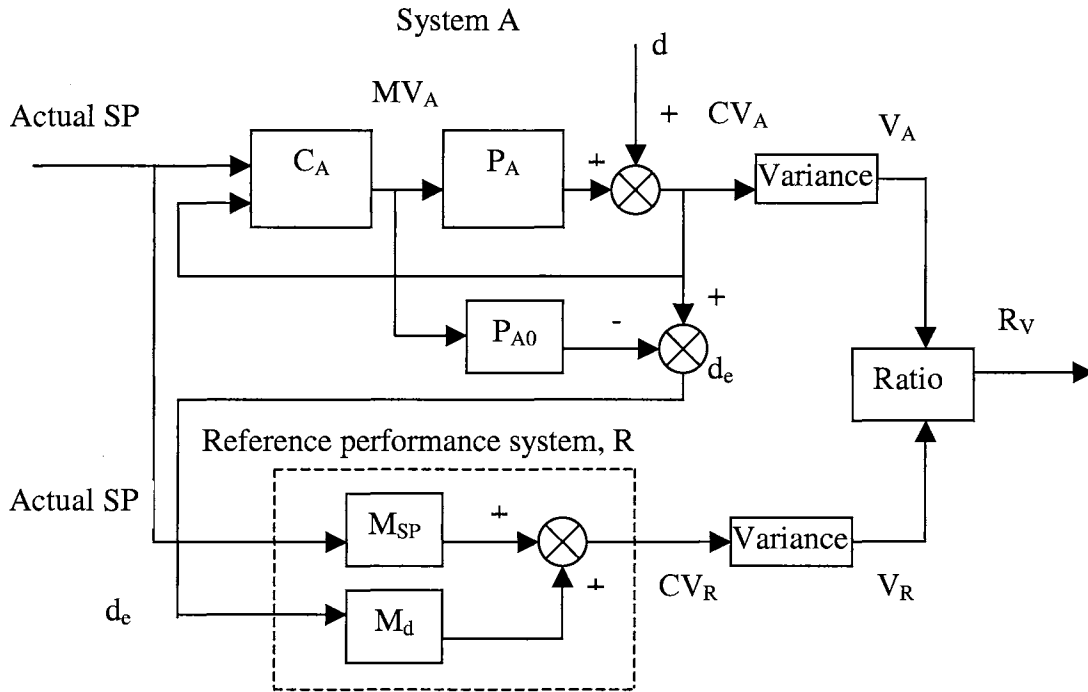 System A
d
MV_A
+
CV_A
V_A
Actual SP
C_A
P_A
+
Variance
+
R_V
P_A0
-
d_e
Ratio
Reference performance system, R
Actual SP
M_SP
+
Variance
+
CV_R
V_R
d_e
M_d